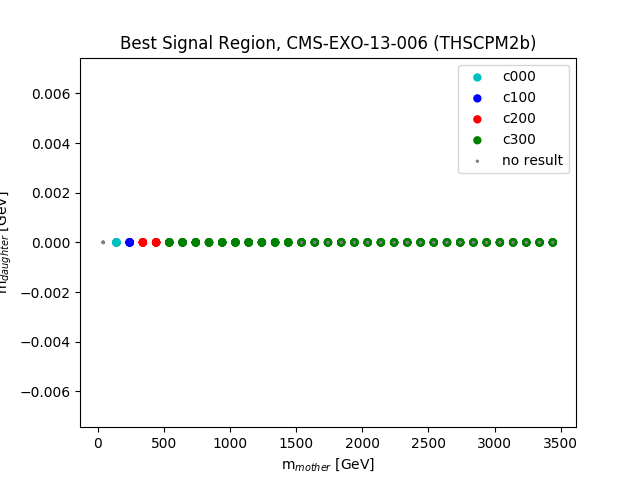 Best Signal Region, CMS-EXO-13-006 (THSCPM2b)
c000
c100
c200
c300
no result
0.006
0.004
0.002
0.000
−0.002
−0.004
−0.006
m_daughter [GeV]
0 500 1000 1500 2000 2500 3000 3500
m_mother [GeV]